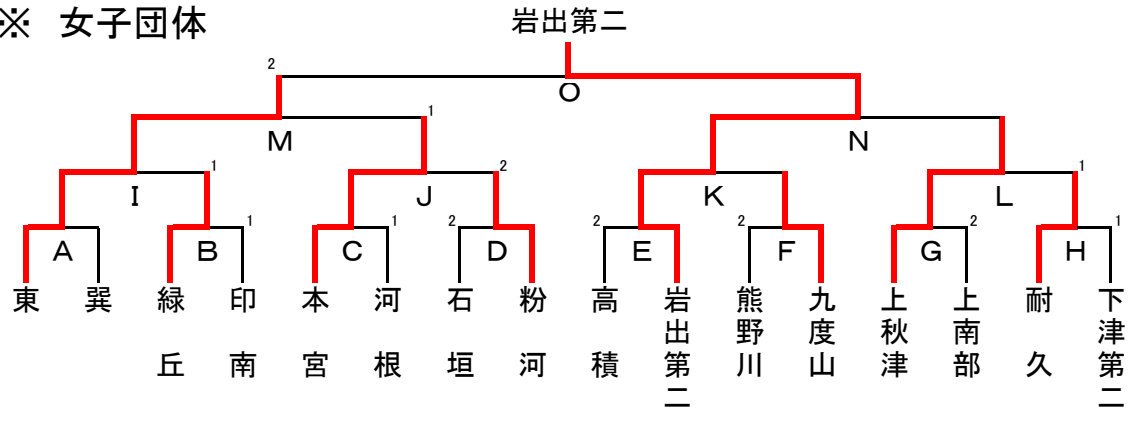 ※ 女子団体
岩出第二
2
O
1
M
N
1
2
1
I
J
K
L
1
1
2
2
2
2
1
A
B
C
D
E
F
G
H
東
巽
緑丘
印南
本宮
河根
石垣
粉河
高積
岩出第二
熊野川
九度山
上秋津
上南部
耐久
下津第二